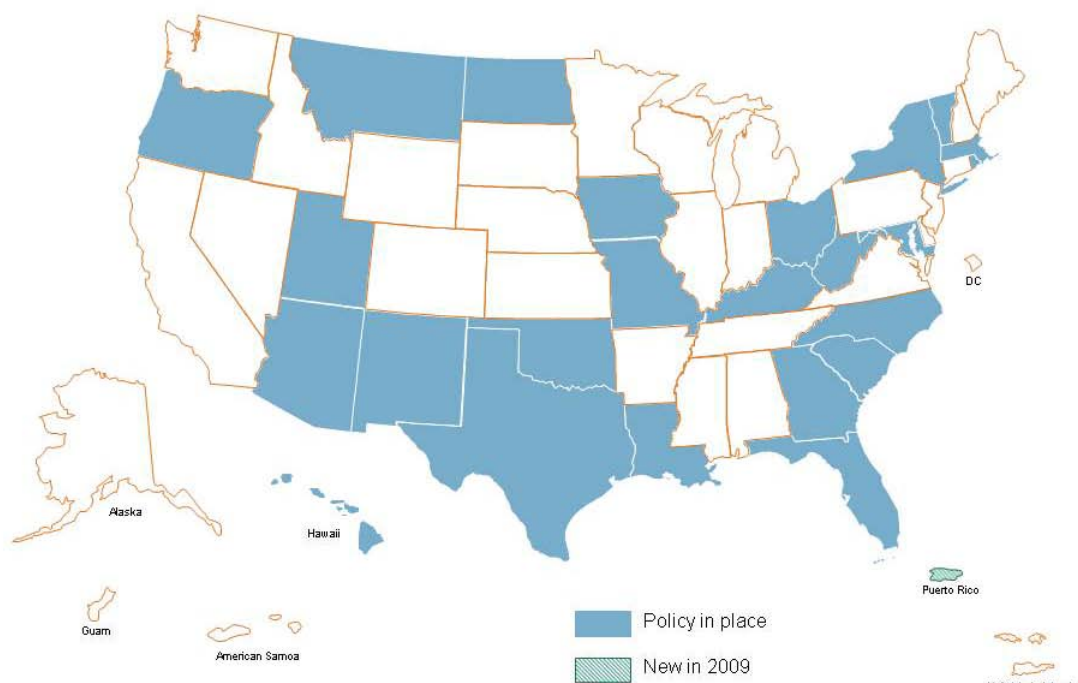 DC
Alaska
Hawaii
Puerto Rico
Guam
American Samoa
Policy in place
New in 2009